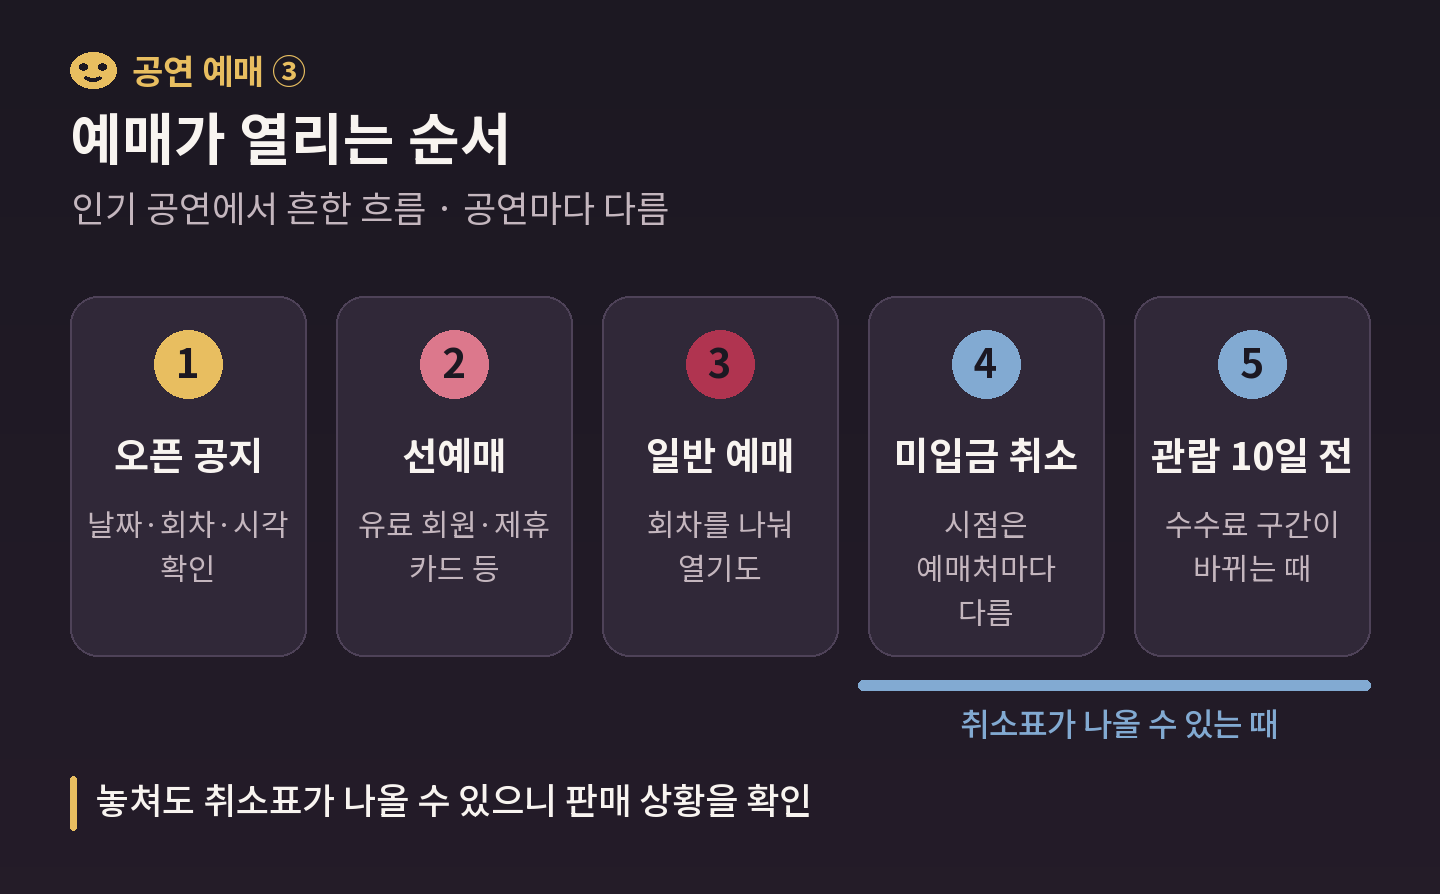 공연 예매 ③
예매가 열리는 순서
인기 공연에서 흔한 흐름 · 공연마다 다름
1
오픈 공지
날짜·회차·시각
확인
2
선예매
유료 회원·제휴
카드 등
3
일반 예매
회차를 나눠
열기도
4
미입금 취소
시점은
예매처마다
다름
5
관람 10일 전
수수료 구간이
바뀌는 때
취소표가 나올 수 있는 때
놓쳐도 취소표가 나올 수 있으니 판매 상황을 확인